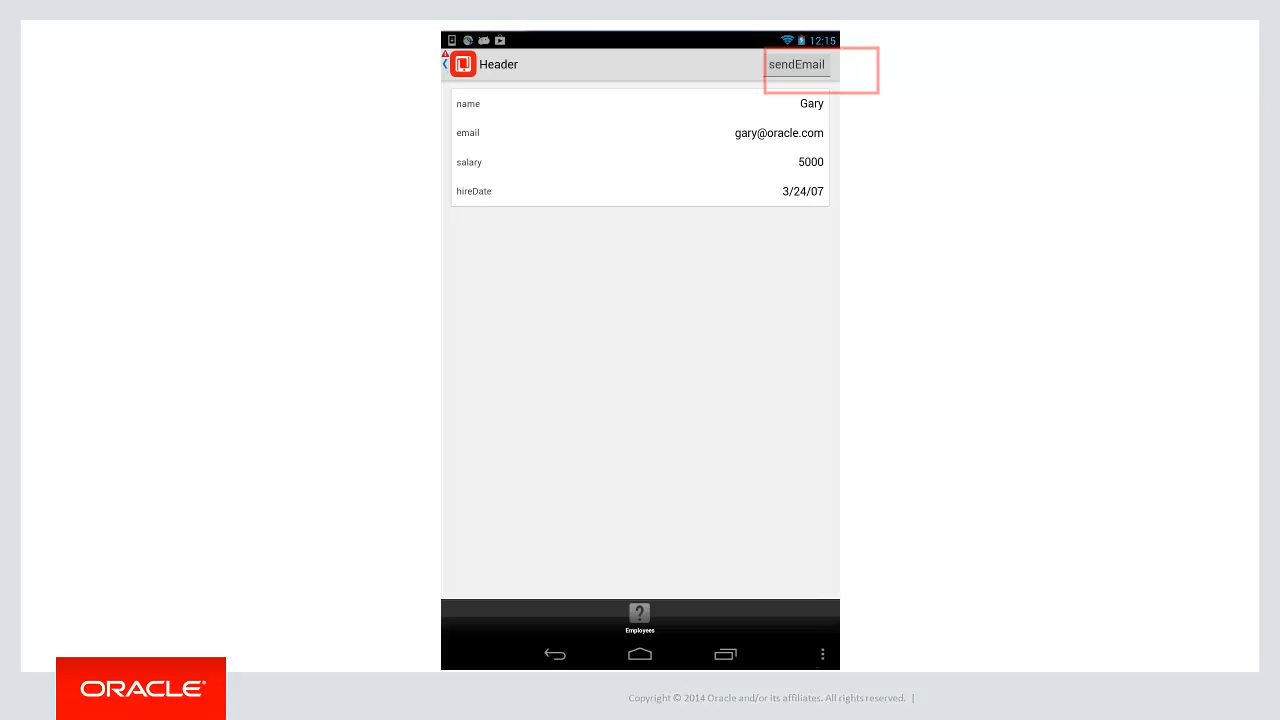 12:15
Header
sendEmail
name Gary
email gary@oracle.com
salary 5000
hireDate 3/24/07
?
Employees
ORACLE®
Copyright © 2014 Oracle and/or its affiliates. All rights reserved. |